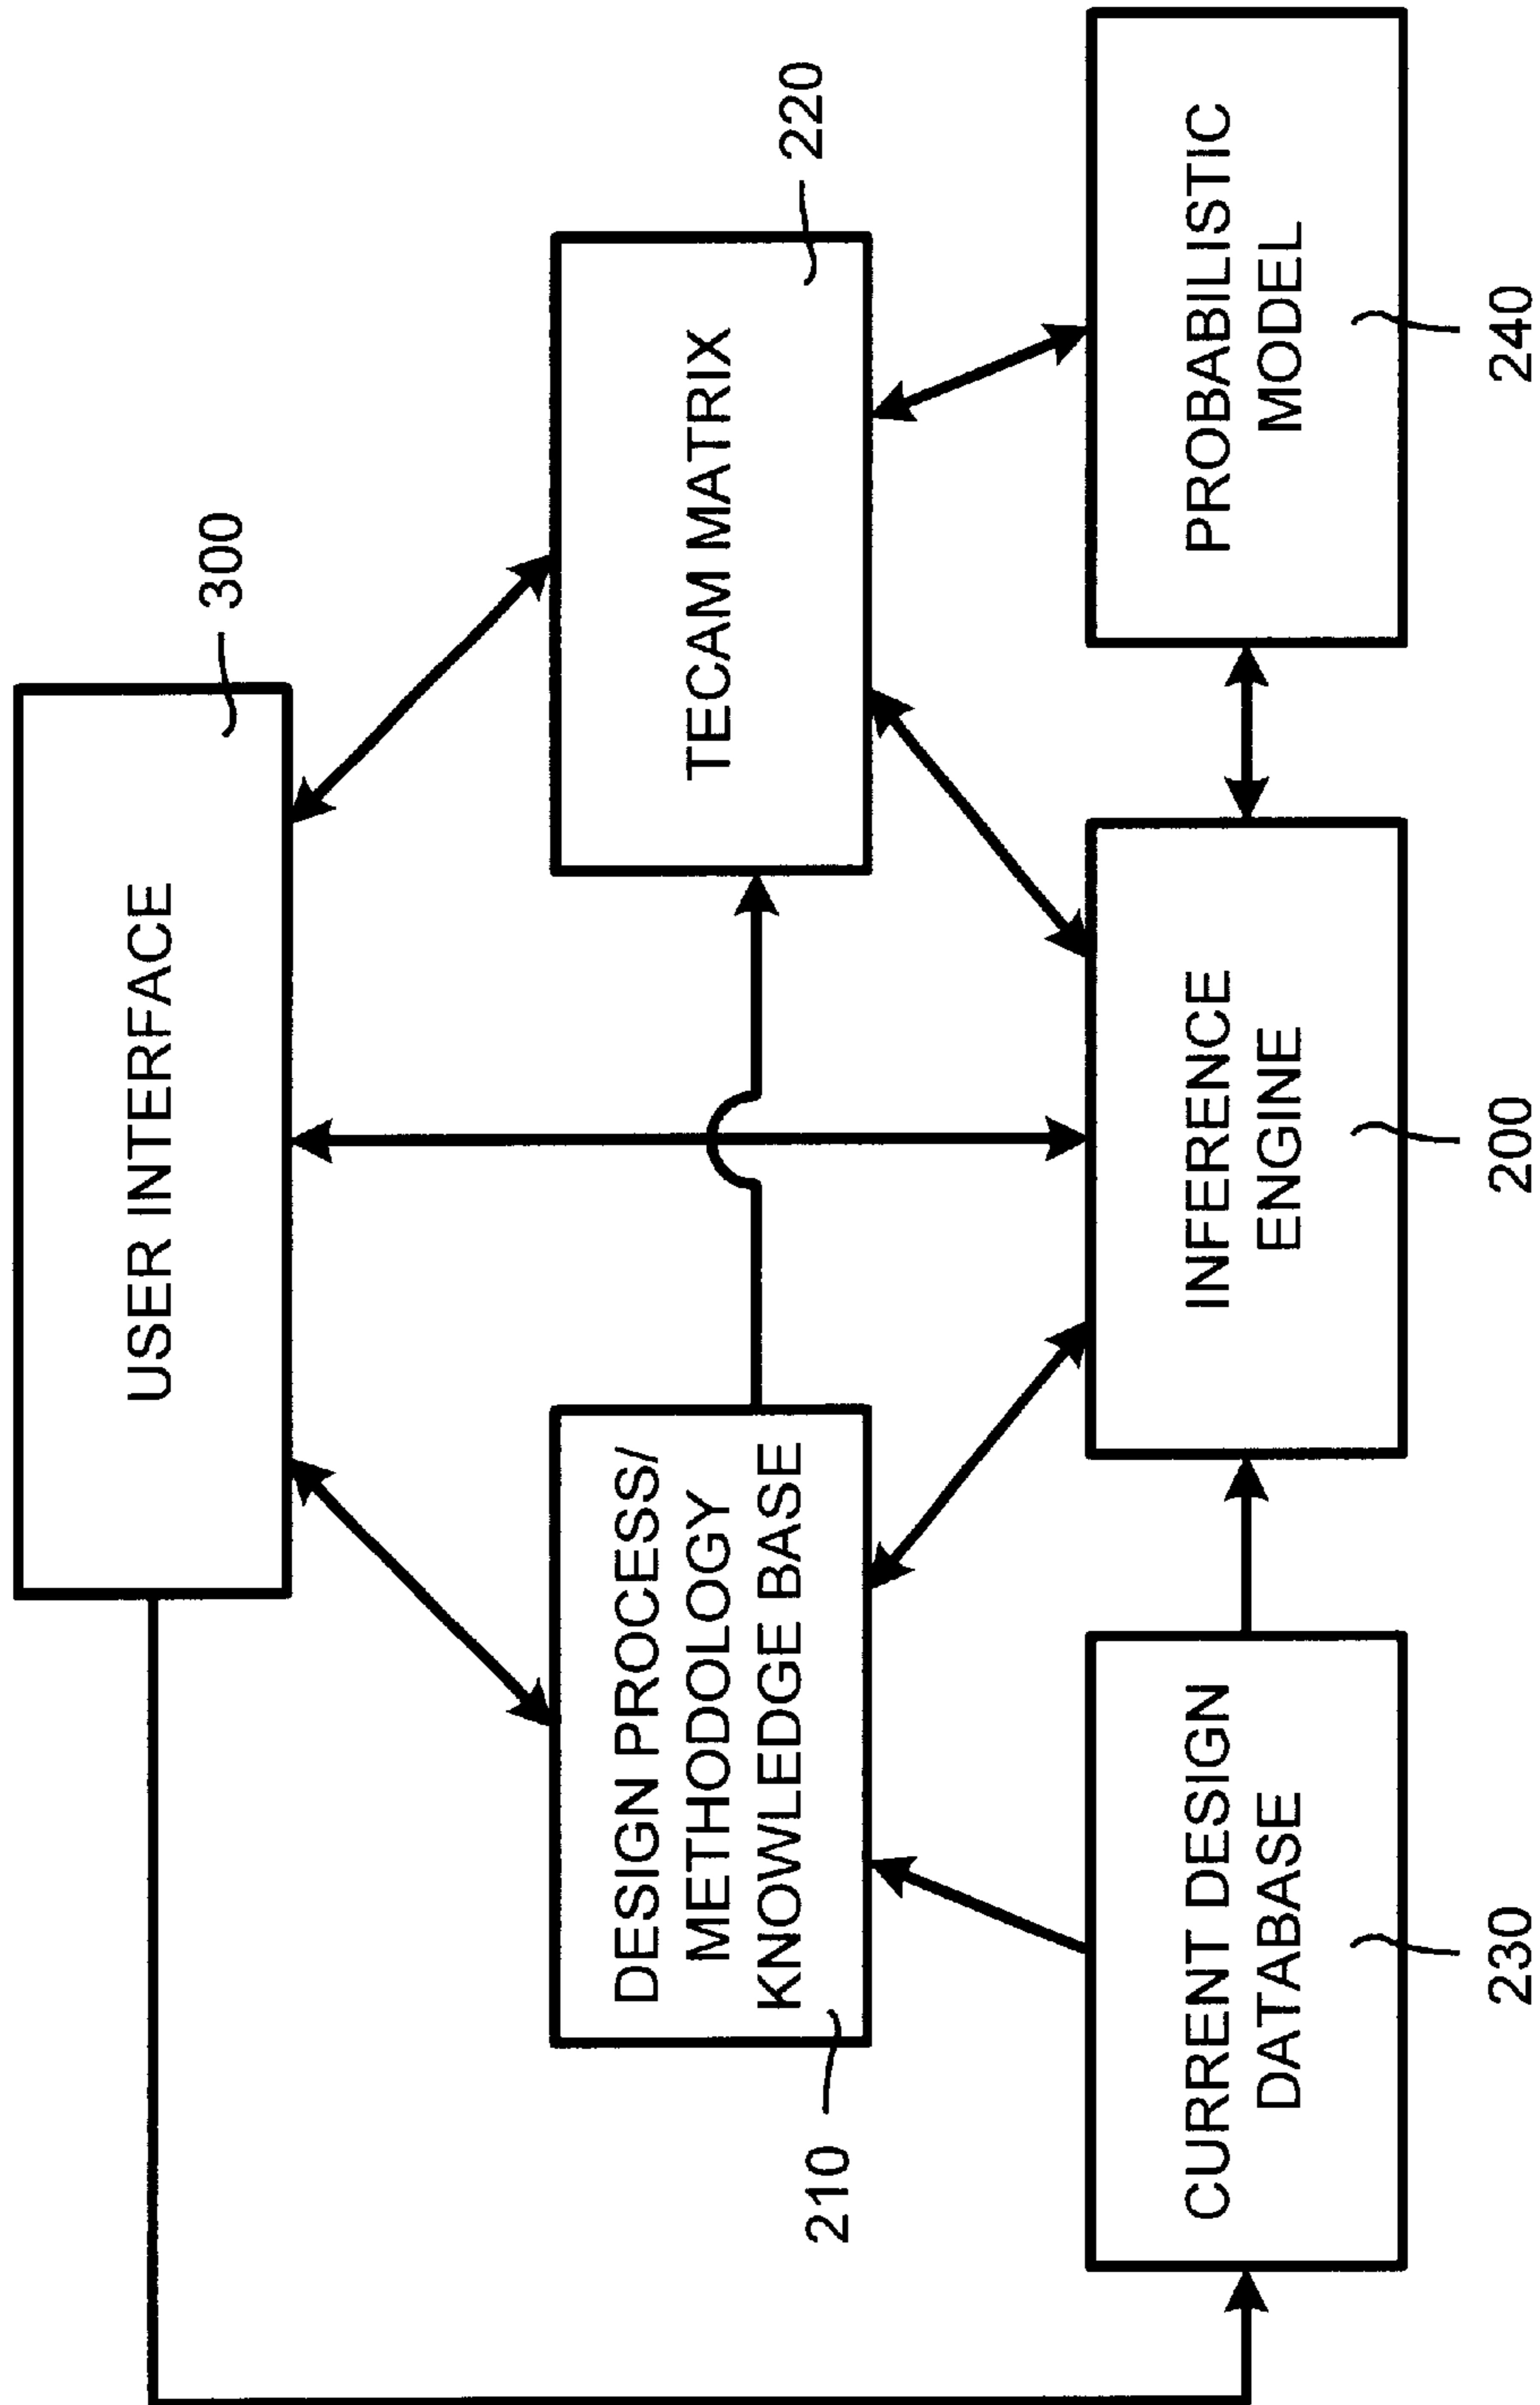 USER INTERFACE
300
DESIGN PROCESS/
METHODOLOGY
KNOWLEDGE BASE
210
TECAM MATRIX
220
CURRENT DESIGN
DATABASE
230
INFERENCE
ENGINE
200
PROBABILISTIC
MODEL
240